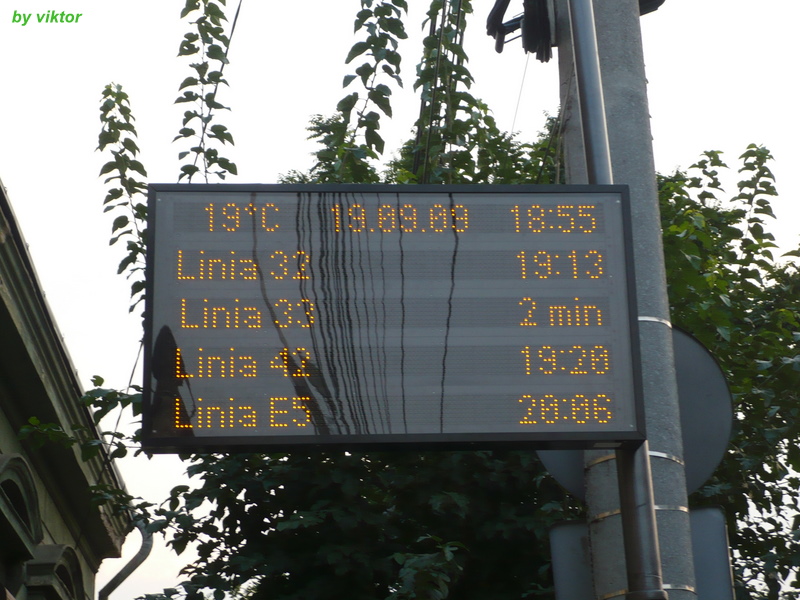 by viktor
19°C 19.09.09 18:55
Linia 32 19:13
Linia 33 2 min
Linia 42 19:20
Linia E5 20:06